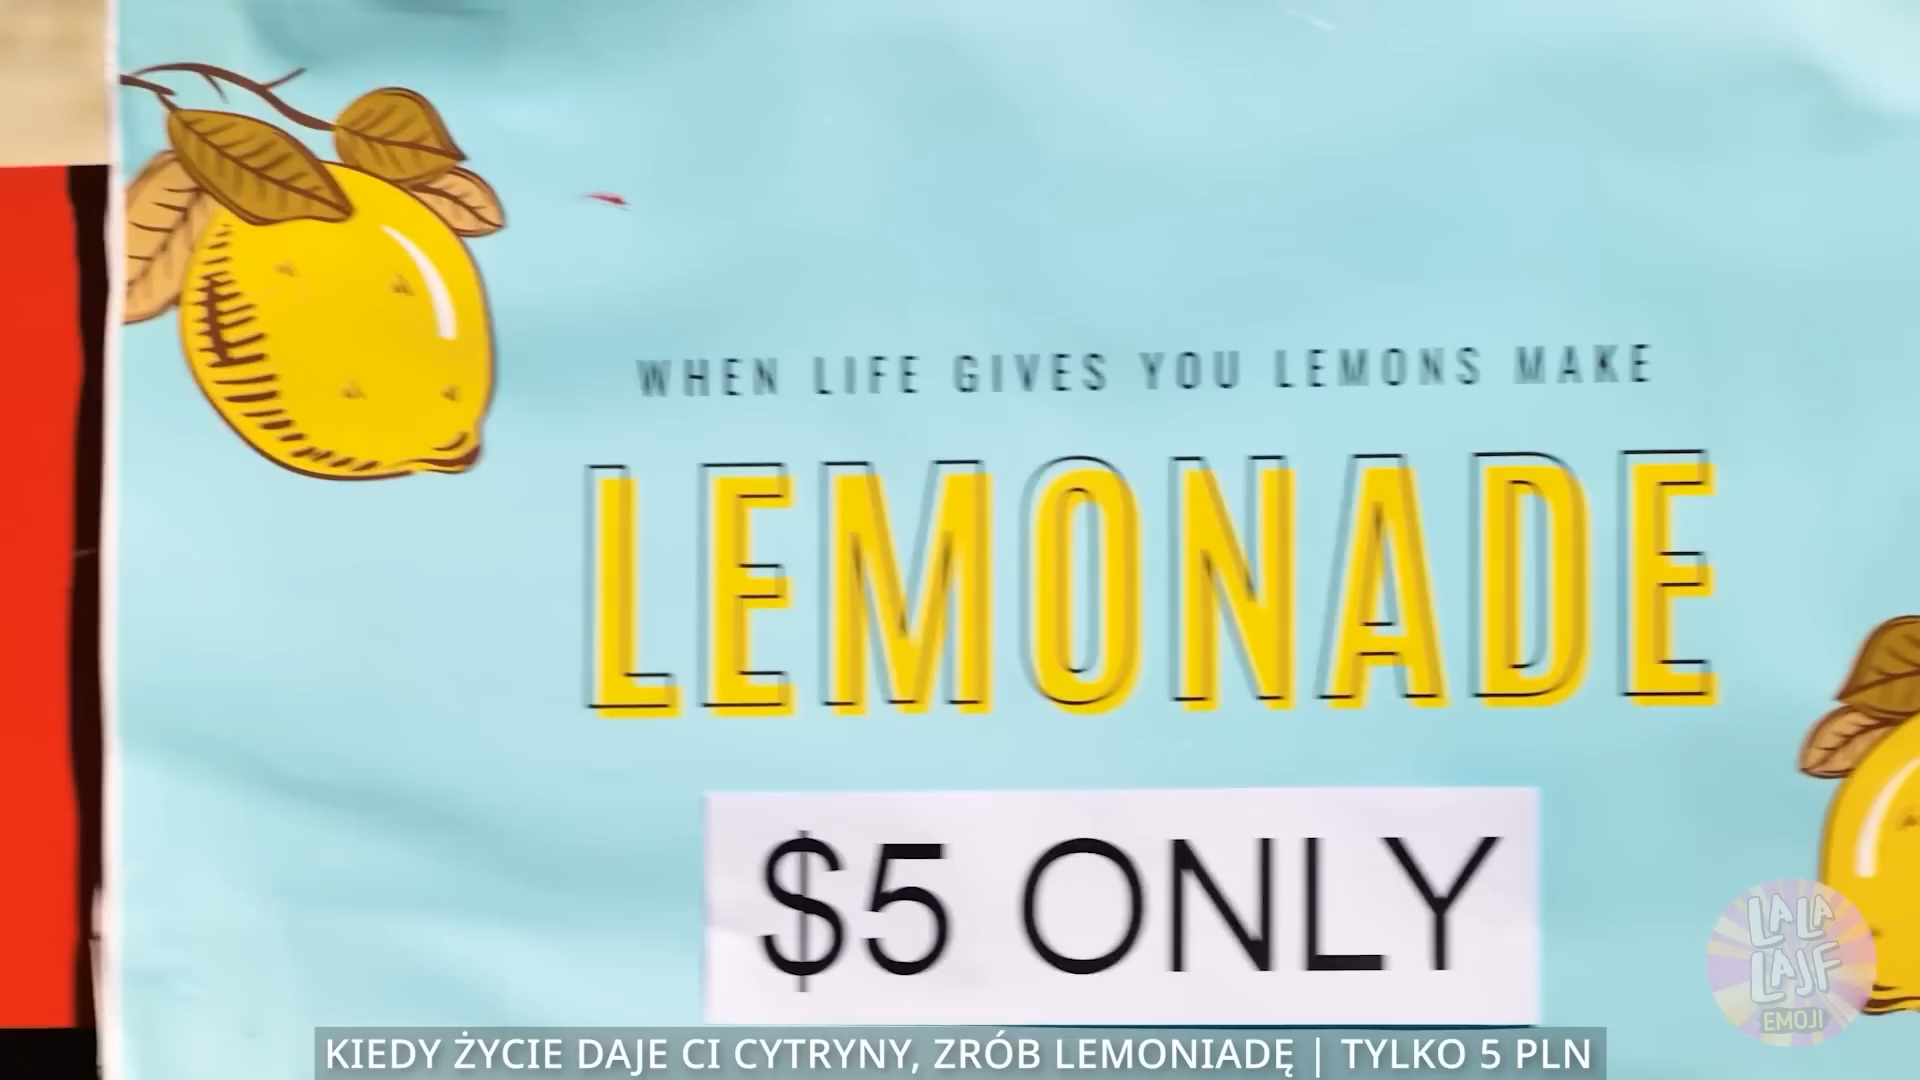 WHEN LIFE GIVES YOU LEMONS MAKE
LEMONADE
$5 ONLY
LA LA
LAJF
EMOJI
KIEDY ŻYCIE DAJE CI CYTRYNY, ZRÓB LEMONIADĘ | TYLKO 5 PLN